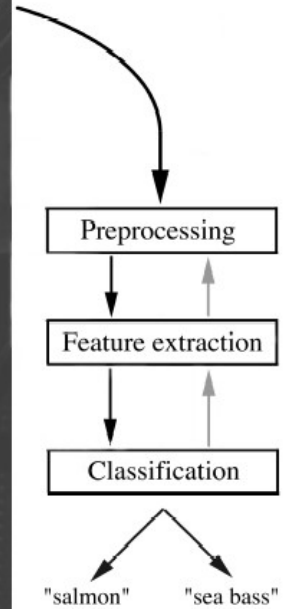 Preprocessing
Feature extraction
Classification
"salmon" "sea bass"